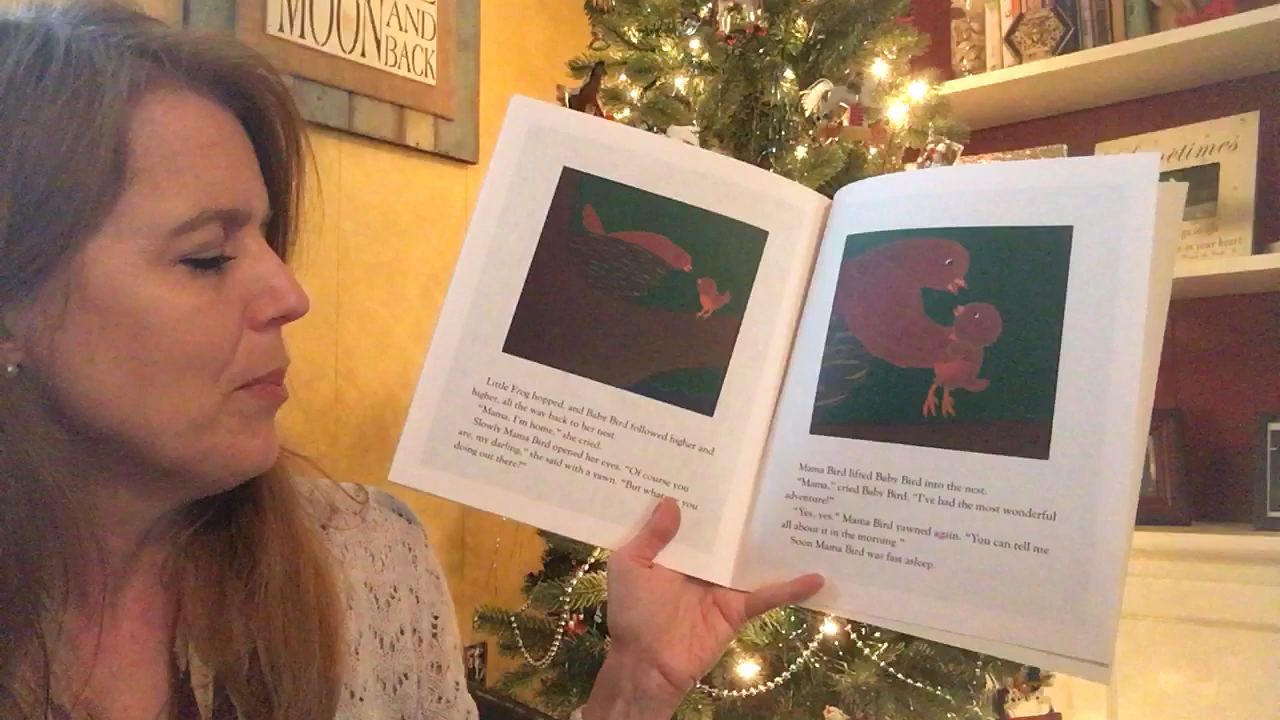 MOON AND
BACK
Sometimes
in your heart
Little Frog hopped, and Baby Bird followed higher and
higher, all the way back to her nest.
"Mama, I'm home," she cried.
Slowly Mama Bird opened her eyes. "Of course you
are, my darling," she said with a yawn. "But what you
doing out there?"
Mama Bird lifted Baby Bird into the nest.
"Mama," cried Baby Bird. "I've had the most wonderful
adventure!"
"Yes, yes." Mama Bird yawned again. "You can tell me
all about it in the morning."
Soon Mama Bird was fast asleep.